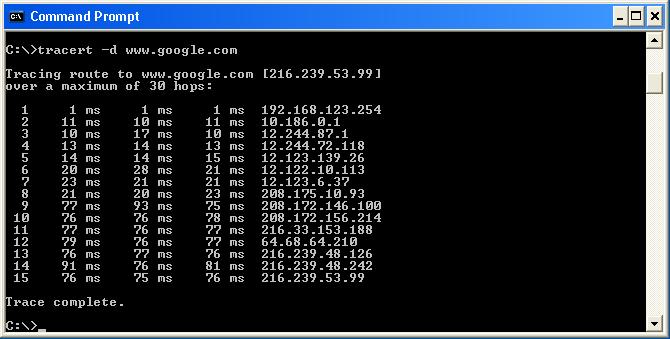 Command Prompt
C:\>tracert -d www.google.com
Tracing route to www.google.com [216.239.53.99]
over a maximum of 30 hops:
1 1 ms 1 ms 1 ms 192.168.123.254
2 11 ms 10 ms 11 ms 10.186.0.1
3 10 ms 17 ms 10 ms 12.244.87.1
4 13 ms 14 ms 13 ms 12.244.72.118
5 14 ms 14 ms 15 ms 12.123.139.26
6 20 ms 28 ms 21 ms 12.122.10.113
7 23 ms 21 ms 21 ms 12.123.6.37
8 21 ms 20 ms 23 ms 208.175.10.93
9 77 ms 93 ms 75 ms 208.172.146.100
10 76 ms 76 ms 78 ms 208.172.156.214
11 77 ms 76 ms 77 ms 216.33.153.188
12 79 ms 76 ms 77 ms 64.68.64.210
13 76 ms 77 ms 76 ms 216.239.48.126
14 91 ms 76 ms 81 ms 216.239.48.242
15 76 ms 75 ms 76 ms 216.239.53.99
Trace complete.
C:\>_